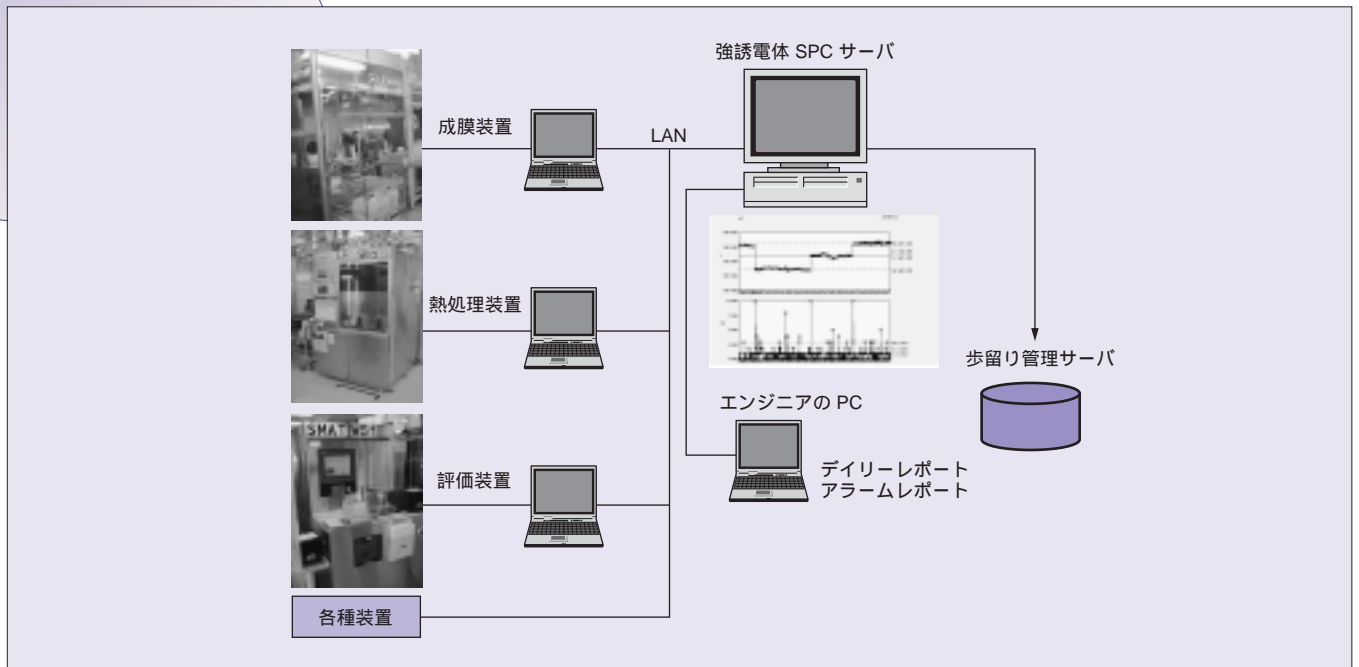 強誘電体 SPC サーバ
成膜装置
LAN
熱処理装置
歩留り管理サーバ
エンジニアの PC
デイリーレポート
アラームレポート
評価装置
各種装置